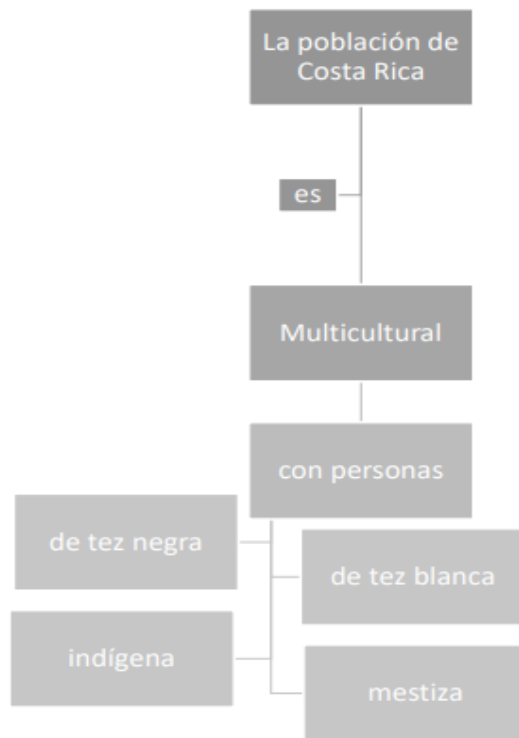 La población de
Costa Rica
es
Multicultural
con personas
de tez negra
de tez blanca
indígena
mestiza